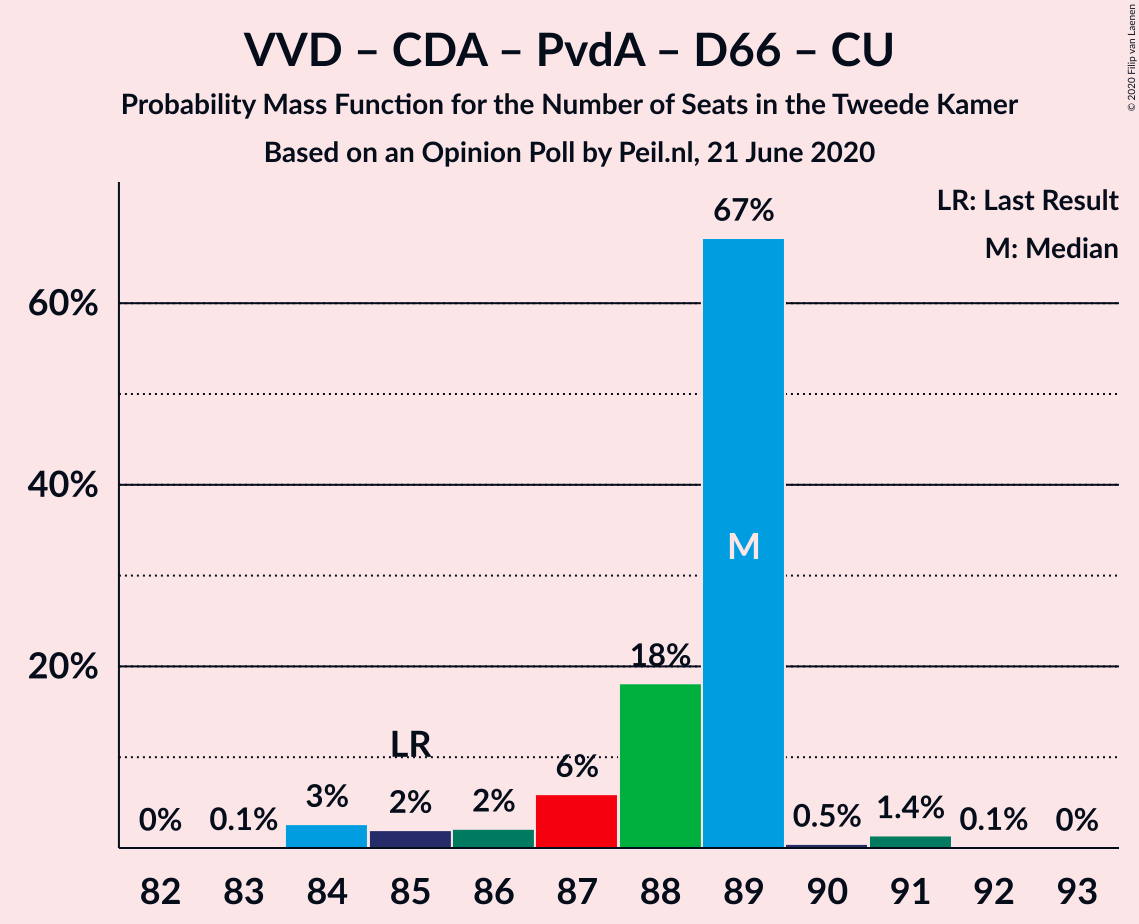 VVD – CDA – PvdA – D66 – CU
Probability Mass Function for the Number of Seats in the Tweede Kamer
Based on an Opinion Poll by Peil.nl, 21 June 2020
© 2020 Filip van Laenen
LR: Last Result
M: Median
60%
40%
20%
0%
0.1%
3%
LR
2%
2%
6%
18%
67%
M
0.5%
1.4%
0.1%
0%
82 83 84 85 86 87 88 89 90 91 92 93